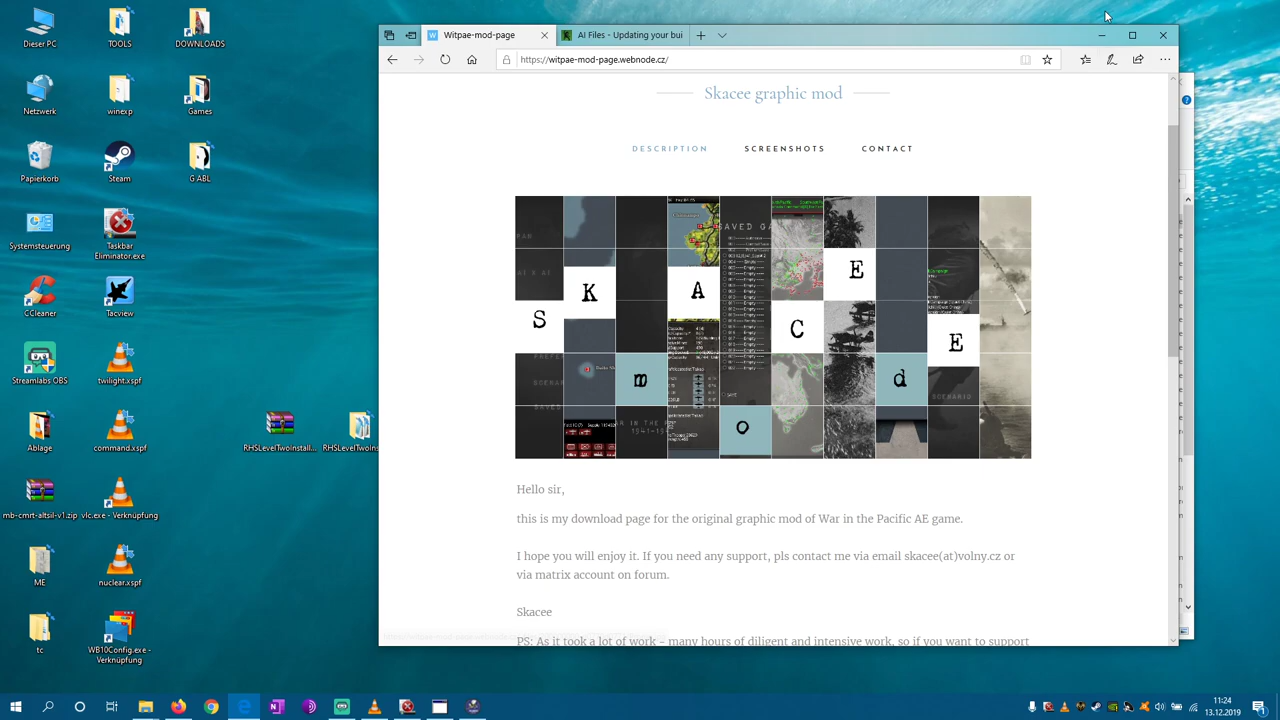 Dieser PC
TOOLS
DOWNLOADS
Netzwerk
winexp
Games
Papierkorb
Steam
G ABL
Systemsteuerung
Taskbar
Eliminator.exe
CCleaner
Tacview
Streamlabs OBS
twilight.xspf
Ablage
command.xspf
RHSLevelTwoInstall...
RHSLevelTwoIns
mb-cmrt-altsil-v1.zip
vlc.exe - Verknüpfung
ME
nuclear.xspf
tc
WB10Config.exe -
Verknüpfung
Witpae-mod-page
AI Files - Updating your bui
https://witpae-mod-page.webnode.cz/
Skacee graphic mod
DESCRIPTION
SCREENSHOTS
CONTACT
SAVED GA
S K A C E E
m o d
SCENARIO
1941-19
Hello sir,
this is my download page for the original graphic mod of War in the Pacific AE game.
I hope you will enjoy it. If you need any support, pls contact me via email skacee(at)volny.cz or
via matrix account on forum.
Skacee
PS: As it took a lot of work - many hours of diligent and intensive work, so if you want to support
11:24
13.12.2019